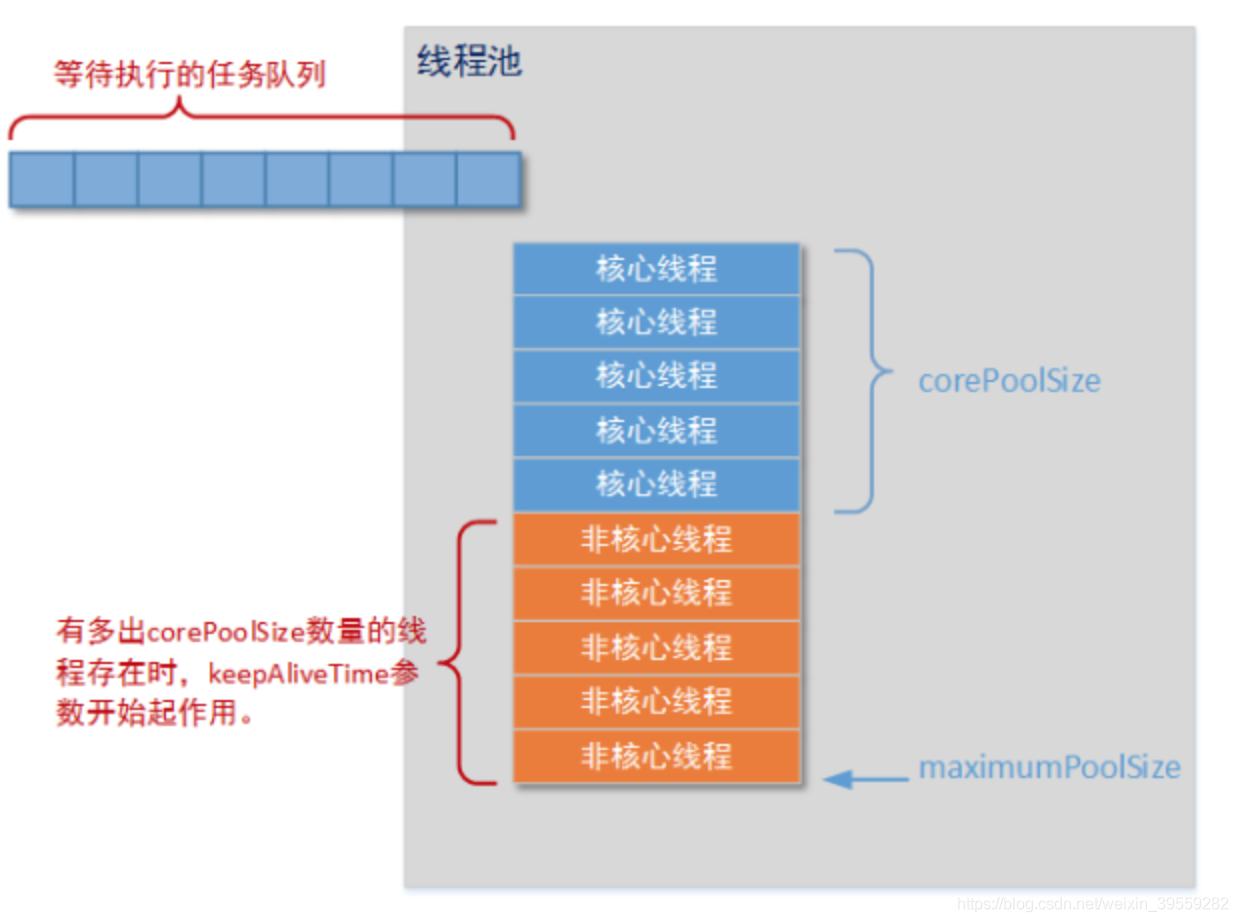 线程池
等待执行的任务队列
核心线程
核心线程
核心线程
核心线程
核心线程
corePoolSize
非核心线程
非核心线程
非核心线程
非核心线程
非核心线程
有多出corePoolSize数量的线
程存在时，keepAliveTime参
数开始起作用。
maximumPoolSize
https://blog.csdn.net/weixin_39559282